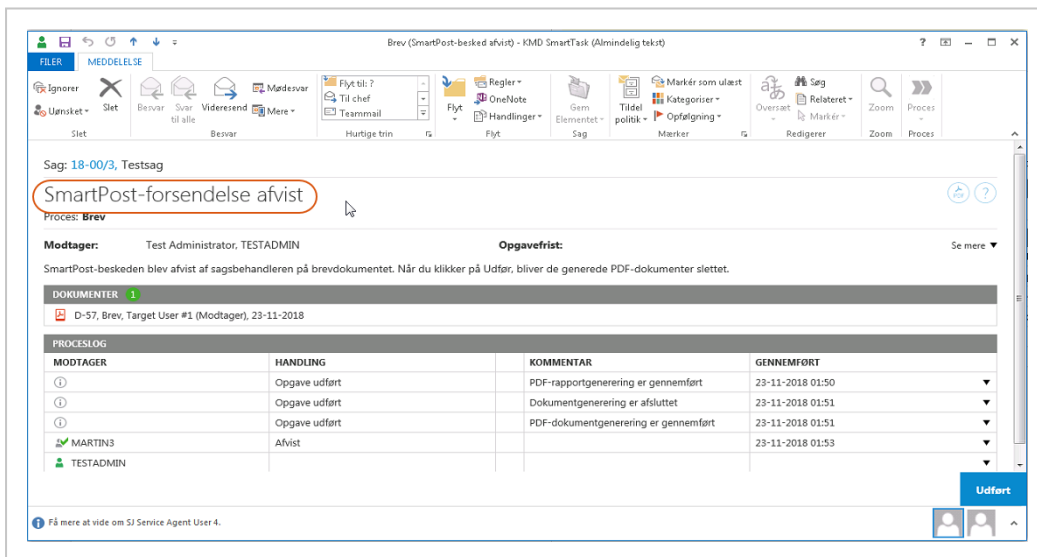 Brev (SmartPost-besked afvist) - KMD SmartTask (Almindelig tekst)
FILER MEDDELELSE
Ignorer
Uønsket
Slet
Besvar
Svar til alle
Videresend
Mødesvar
Mere
Flyt til: ?
Til chef
Teammail
Flyt
Regler
OneNote
Handlinger
Gem Elementet
Tildel politik
Markér som ulæst
Kategoriser
Opfølgning
Oversæt
Søg
Relateret
Markér
Zoom
Proces
Slet Besvar Hurtige trin Flyt Sag Mærker Redigerer Zoom Proces
Sag: 18-00/3, Testsag
SmartPost-forsendelse afvist
PDF ?
Proces: Brev
Modtager: Test Administrator, TESTADMIN Opgavefrist: Se mere
SmartPost-beskeden blev afvist af sagsbehandleren på brevdokumentet. Når du klikker på Udfør, bliver de generede PDF-dokumenter slettet.
DOKUMENTER 1
D-57, Brev, Target User #1 (Modtager), 23-11-2018
PROCESLOG
MODTAGER HANDLING KOMMENTAR GENNEMFØRT
Opgave udført PDF-rapportgenerering er gennemført 23-11-2018 01:50
Opgave udført Dokumentgenerering er afsluttet 23-11-2018 01:51
Opgave udført PDF-dokumentgenerering er gennemført 23-11-2018 01:51
MARTIN3 Afvist 23-11-2018 01:53
TESTADMIN
Udført
Få mere at vide om SJ Service Agent User 4.